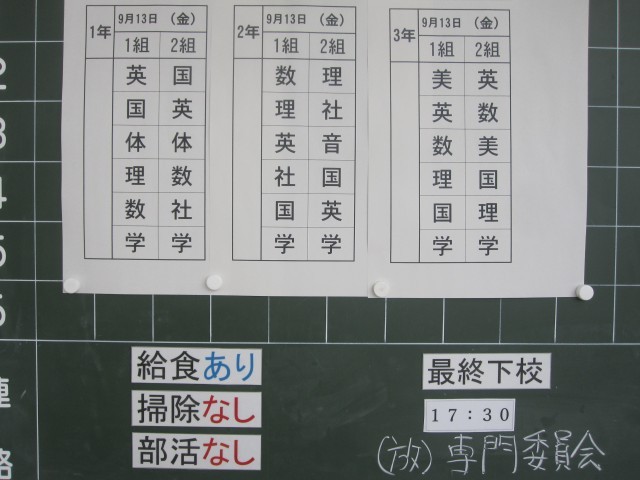 1年 9月13日 (金)
1組 2組
英 国
国 英
体 体
理 数
数 社
学 学
2年 9月13日 (金)
1組 2組
数 理
理 社
英 音
社 国
国 英
学 学
3年 9月13日 (金)
1組 2組
美 英
英 数
数 美
理 国
国 理
学 学
2
3
4
5
6
連
絡
給食あり
掃除なし
部活なし
最終下校
17:30
(放)専門委員会